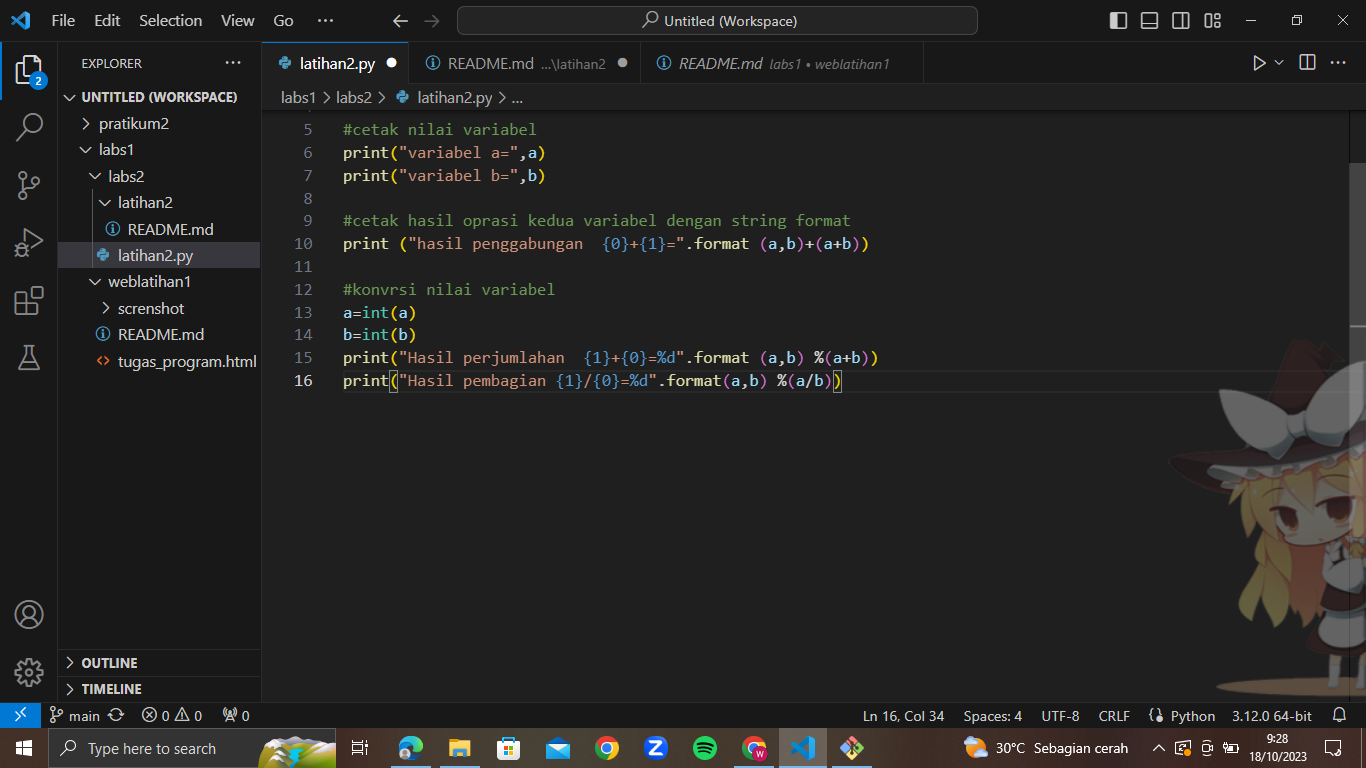 File Edit Selection View Go ··· Untitled (Workspace)
EXPLORER ···
latihan2.py README.md ...\latihan2 README.md labs1 • weblatihan1
labs1 > labs2 > latihan2.py > ...
2
UNTITLED (WORKSPACE)
pratikum2
labs1
labs2
latihan2
README.md
latihan2.py
weblatihan1
screnshot
README.md
tugas_program.html
OUTLINE
TIMELINE
5 #cetak nilai variabel
6 print("variabel a=",a)
7 print("variabel b=",b)
8
9 #cetak hasil oprasi kedua variabel dengan string format
10 print ("hasil penggabungan  {0}+{1}=".format (a,b)+(a+b))
11
12 #konvrsi nilai variabel
13 a=int(a)
14 b=int(b)
15 print("Hasil perjumlahan  {1}+{0}=%d".format (a,b) %(a+b))
16 print("Hasil pembagian {1}/{0}=%d".format(a,b) %(a/b))
main 0 0 0 Ln 16, Col 34 Spaces: 4 UTF-8 CRLF Python 3.12.0 64-bit
Type here to search 30°C Sebagian cerah 9:28
18/10/2023